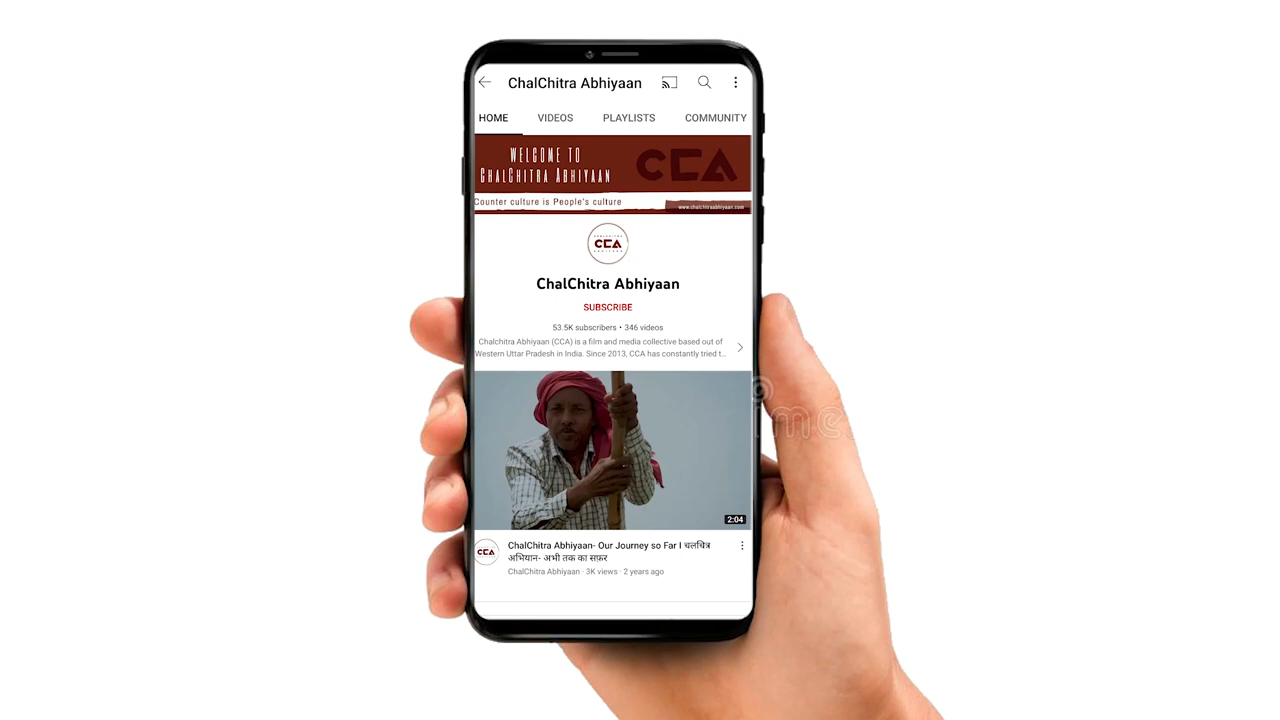 ChalChitra Abhiyaan
HOME VIDEOS PLAYLISTS COMMUNITY
WELCOME TO
CHALCHITRA ABHIYAAN
CCA
Counter culture is People's culture
www.chalchitraabhiyaan.com
CCA
ChalChitra Abhiyaan
SUBSCRIBE
53.5K subscribers • 346 videos
Chalchitra Abhiyaan (CCA) is a film and media collective based out of
Western Uttar Pradesh in India. Since 2013, CCA has constantly tried t...
2:04
CCA
ChalChitra Abhiyaan- Our Journey so Far I चलचित्र
अभियान- अभी तक का सफ़र
ChalChitra Abhiyaan · 3K views · 2 years ago